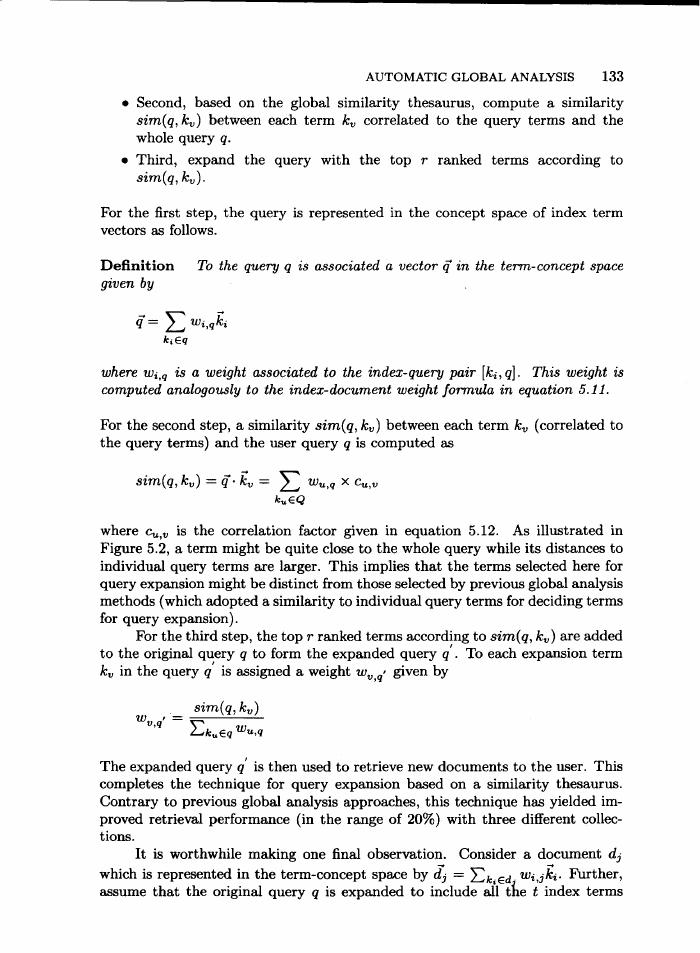 AUTOMATIC GLOBAL ANALYSIS 133
• Second, based on the global similarity thesaurus, compute a similarity
sim(q, k_v) between each term k_v correlated to the query terms and the
whole query q.
• Third, expand the query with the top r ranked terms according to
sim(q, k_v).
For the first step, the query is represented in the concept space of index term
vectors as follows.
Definition To the query q is associated a vector \vec{q} in the term-concept space
given by
\vec{q} = \sum_{k_i \in q} w_{i,q} \vec{k}_i
where w_{i,q} is a weight associated to the index-query pair [k_i, q]. This weight is
computed analogously to the index-document weight formula in equation 5.11.
For the second step, a similarity sim(q, k_v) between each term k_v (correlated to
the query terms) and the user query q is computed as
sim(q, k_v) = \vec{q} · \vec{k}_v = \sum_{k_u \in Q} w_{u,q} × c_{u,v}
where c_{u,v} is the correlation factor given in equation 5.12. As illustrated in
Figure 5.2, a term might be quite close to the whole query while its distances to
individual query terms are larger. This implies that the terms selected here for
query expansion might be distinct from those selected by previous global analysis
methods (which adopted a similarity to individual query terms for deciding terms
for query expansion).
For the third step, the top r ranked terms according to sim(q, k_v) are added
to the original query q to form the expanded query q'. To each expansion term
k_v in the query q' is assigned a weight w_{v,q'} given by
w_{v,q'} = \frac{sim(q, k_v)}{\sum_{k_u \in q} w_{u,q}}
The expanded query q' is then used to retrieve new documents to the user. This
completes the technique for query expansion based on a similarity thesaurus.
Contrary to previous global analysis approaches, this technique has yielded im-
proved retrieval performance (in the range of 20%) with three different collec-
tions.
It is worthwhile making one final observation. Consider a document d_j
which is represented in the term-concept space by \vec{d}_j = \sum_{k_i \in d_j} w_{i,j} \vec{k}_i. Further,
assume that the original query q is expanded to include all the t index terms